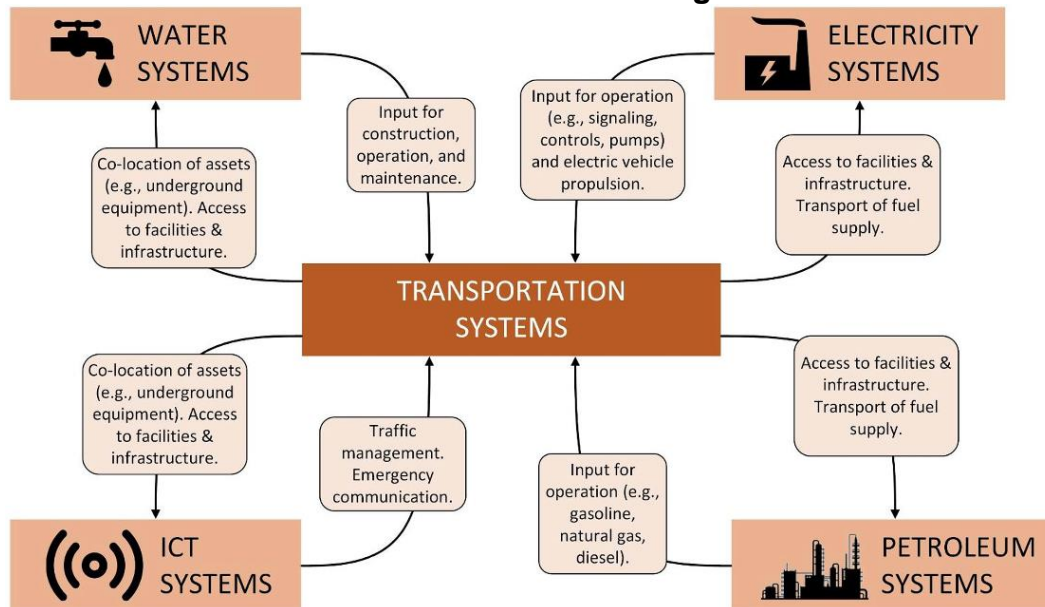 WATER
SYSTEMS
ELECTRICITY
SYSTEMS
Input for
construction,
operation, and
maintenance.
Input for operation
(e.g., signaling,
controls, pumps)
and electric vehicle
propulsion.
Co-location of assets
(e.g., underground
equipment). Access
to facilities &
infrastructure.
Access to facilities &
infrastructure.
Transport of fuel
supply.
TRANSPORTATION
SYSTEMS
Co-location of assets
(e.g., underground
equipment). Access
to facilities &
infrastructure.
Traffic
management.
Emergency
communication.
Input for
operation (e.g.,
gasoline,
natural gas,
diesel).
Access to facilities &
infrastructure.
Transport of fuel
supply.
ICT
SYSTEMS
PETROLEUM
SYSTEMS